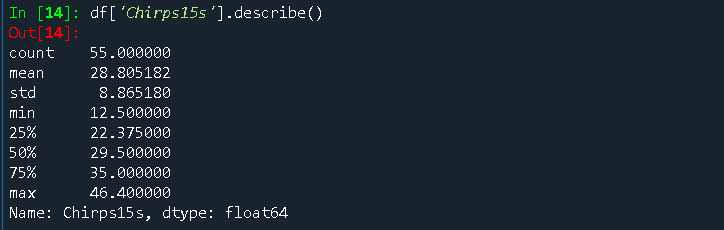 In [14]: df['Chirps15s'].describe()
Out[14]:
count    55.000000
mean     28.805182
std       8.865180
min      12.500000
25%      22.375000
50%      29.500000
75%      35.000000
max      46.400000
Name: Chirps15s, dtype: float64